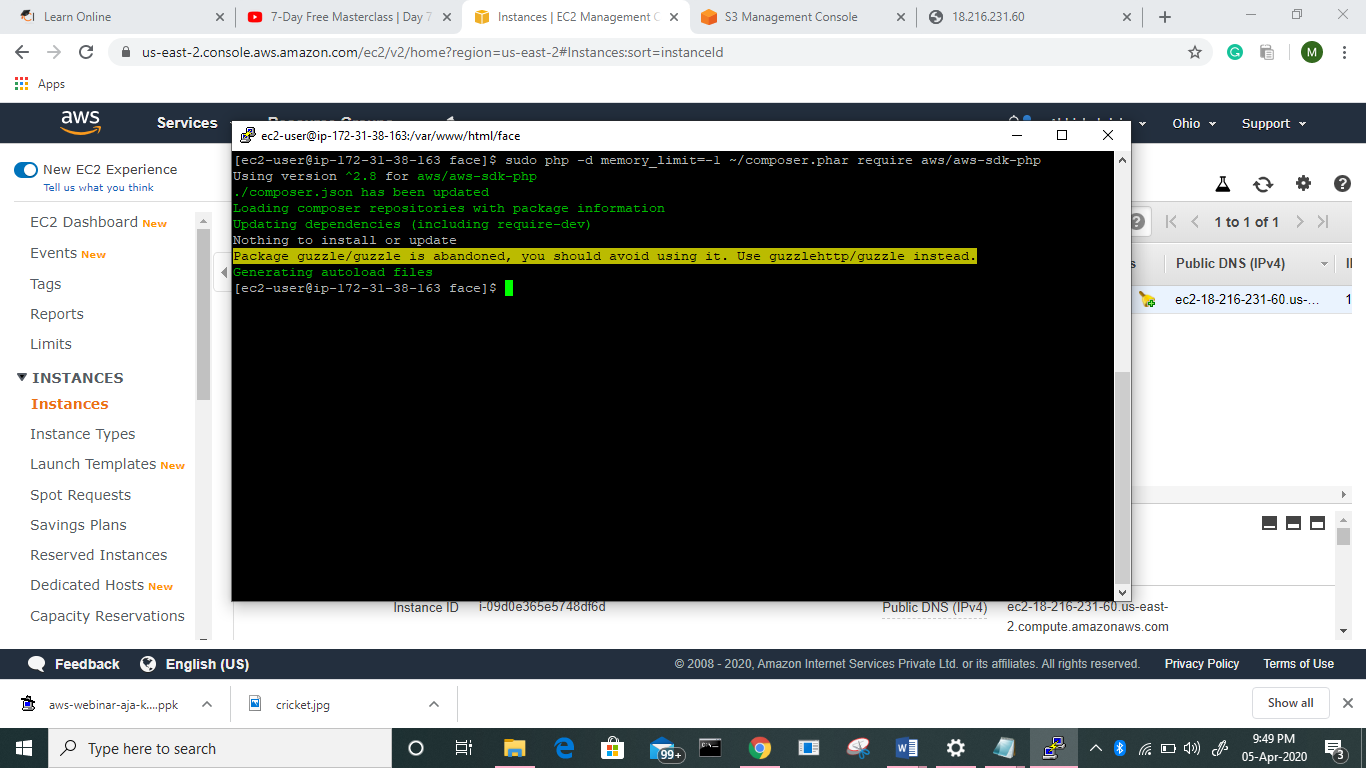 Learn Online
7-Day Free Masterclass | Day 7
Instances | EC2 Management C
S3 Management Console
18.216.231.60
us-east-2.console.aws.amazon.com/ec2/v2/home?region=us-east-2#Instances:sort=instanceId
M
Apps
aws
Services
Ohio
Support
ec2-user@ip-172-31-38-163:/var/www/html/face
[ec2-user@ip-172-31-38-163 face]$ sudo php -d memory_limit=-1 ~/composer.phar require aws/aws-sdk-php
Using version ^2.8 for aws/aws-sdk-php
./composer.json has been updated
Loading composer repositories with package information
Updating dependencies (including require-dev)
Nothing to install or update
Package guzzle/guzzle is abandoned, you should avoid using it. Use guzzlehttp/guzzle instead.
Generating autoload files
[ec2-user@ip-172-31-38-163 face]$
New EC2 Experience
Tell us what you think
EC2 Dashboard New
Events New
Tags
Reports
Limits
INSTANCES
Instances
Instance Types
Launch Templates New
Spot Requests
Savings Plans
Reserved Instances
Dedicated Hosts New
Capacity Reservations
1 to 1 of 1
s
Public DNS (IPv4)
ec2-18-216-231-60.us-...
1
Instance ID
i-09d0e365e5748df6d
Public DNS (IPv4)
ec2-18-216-231-60.us-east-
2.compute.amazonaws.com
Feedback
English (US)
© 2008 - 2020, Amazon Internet Services Private Ltd. or its affiliates. All rights reserved.
Privacy Policy
Terms of Use
aws-webinar-aja-k....ppk
cricket.jpg
Show all
Type here to search
99+
9:49 PM
05-Apr-2020
3